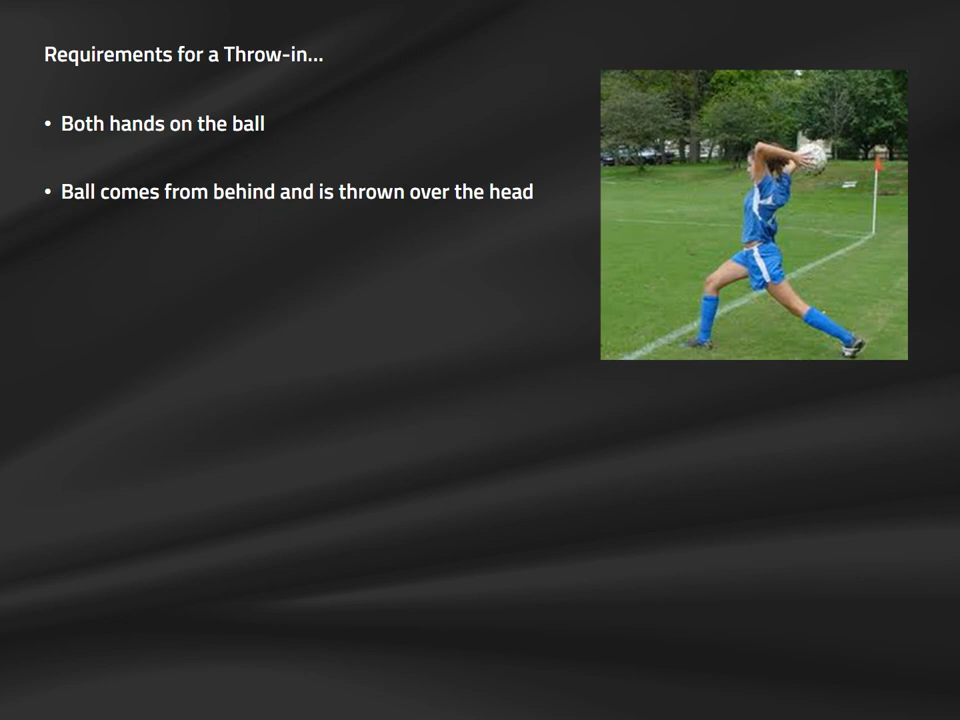 Requirements for a Throw-in...
• Both hands on the ball
• Ball comes from behind and is thrown over the head